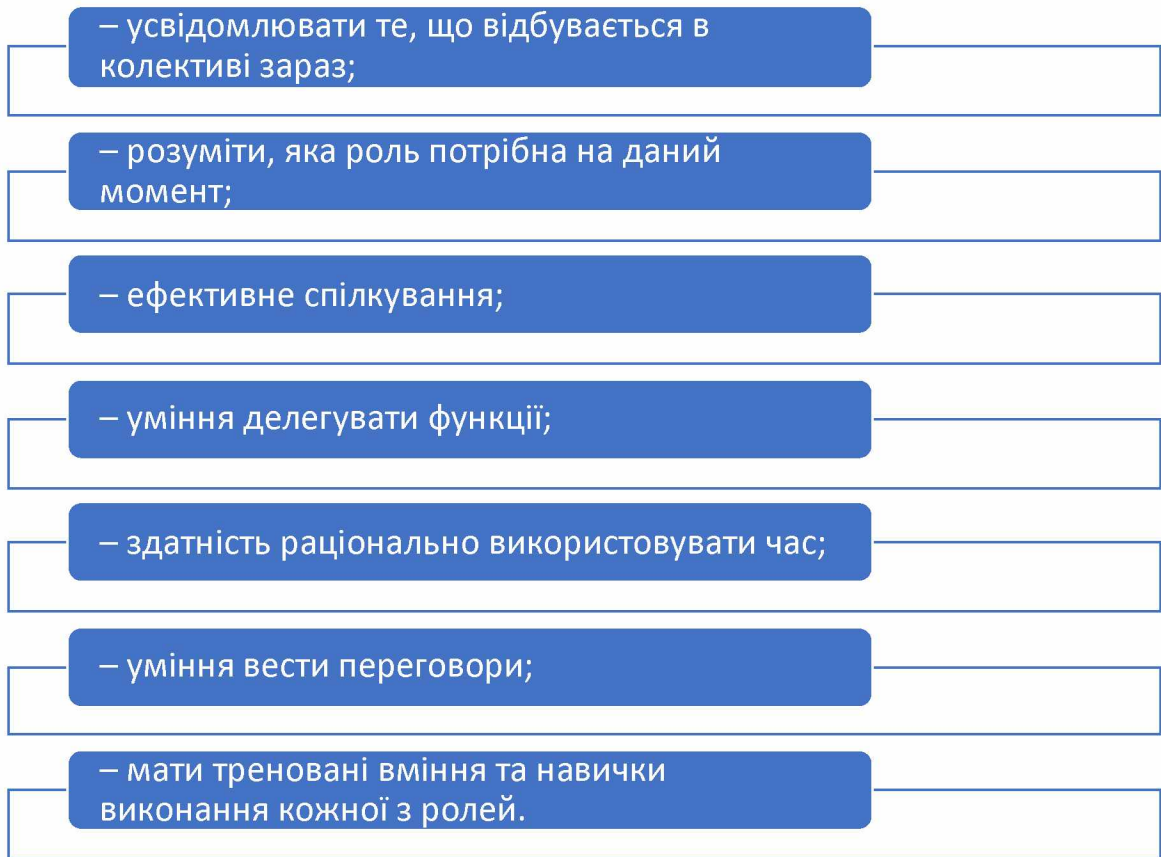 – усвідомлювати те, що відбувається в
колективі зараз;
– розуміти, яка роль потрібна на даний
момент;
– ефективне спілкування;
– уміння делегувати функції;
– здатність раціонально використовувати час;
– уміння вести переговори;
– мати треновані вміння та навички
виконання кожної з ролей.